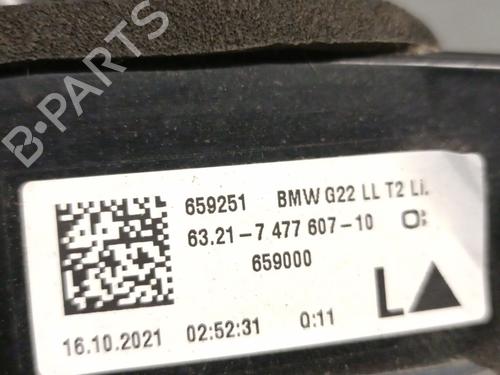 B-PARTS
659251 BMW G22 LL T2 Li.
63.21-7 477 607-10 O:
659000
LA
16.10.2021 02:52:31 Q:11